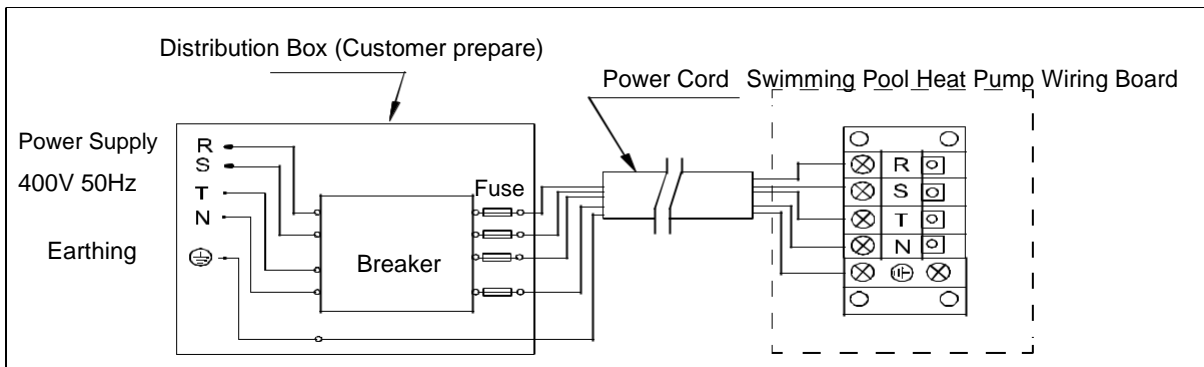 Distribution Box (Customer prepare)
Power Cord Swimming Pool Heat Pump Wiring Board
Power Supply
400V 50Hz
Earthing
R
S
T
N
Breaker
Fuse
R
S
T
N